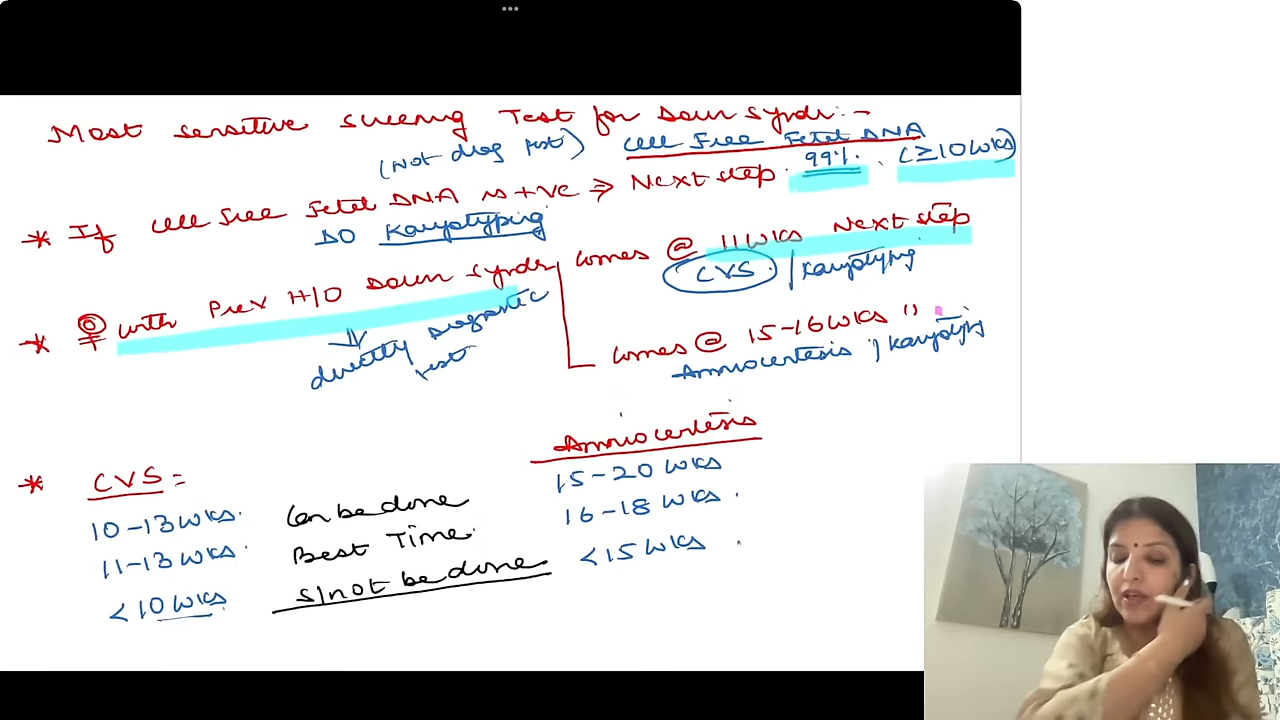 Most sensitive screening Test for Down Syndr:-
(Not diag test) cell free Fetal DNA
99%. (≥10 wks)
* If cell free Fetal DNA is +ve ⇒ Next step
DO Karyotyping
* ♀ with Prev H/O Down Syndr
⇓
directly diagnostic test
comes @ 11 wks Next step
CVS / karyotyping
comes @ 15-16 wks "
Amniocentesis / karyotyping
* CVS = Amniocentesis
10-13 wks. Can be done 15-20 wks
11-13 wks. Best Time. 16-18 wks.
<10 wks s/not be done <15 wks